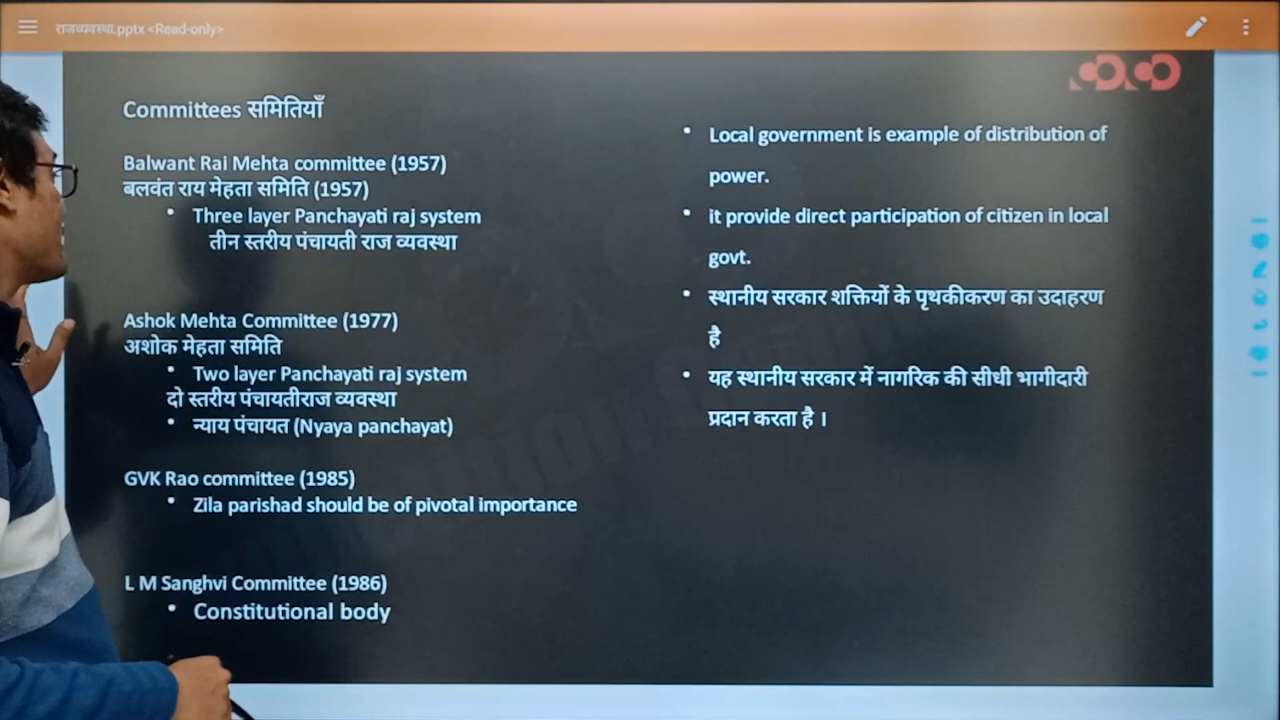 राजव्यवस्था.pptx <Read-only>
Committees समितियाँ
Balwant Rai Mehta committee (1957)
बलवंत राय मेहता समिति (1957)
• Three layer Panchayati raj system
तीन स्तरीय पंचायती राज व्यवस्था
Ashok Mehta Committee (1977)
अशोक मेहता समिति
• Two layer Panchayati raj system
दो स्तरीय पंचायतीराज व्यवस्था
• न्याय पंचायत (Nyaya panchayat)
GVK Rao committee (1985)
• Zila parishad should be of pivotal importance
L M Sanghvi Committee (1986)
• Constitutional body
• Local government is example of distribution of
power.
• it provide direct participation of citizen in local
govt.
• स्थानीय सरकार शक्तियों के पृथकीकरण का उदाहरण
है
• यह स्थानीय सरकार में नागरिक की सीधी भागीदारी
प्रदान करता है ।